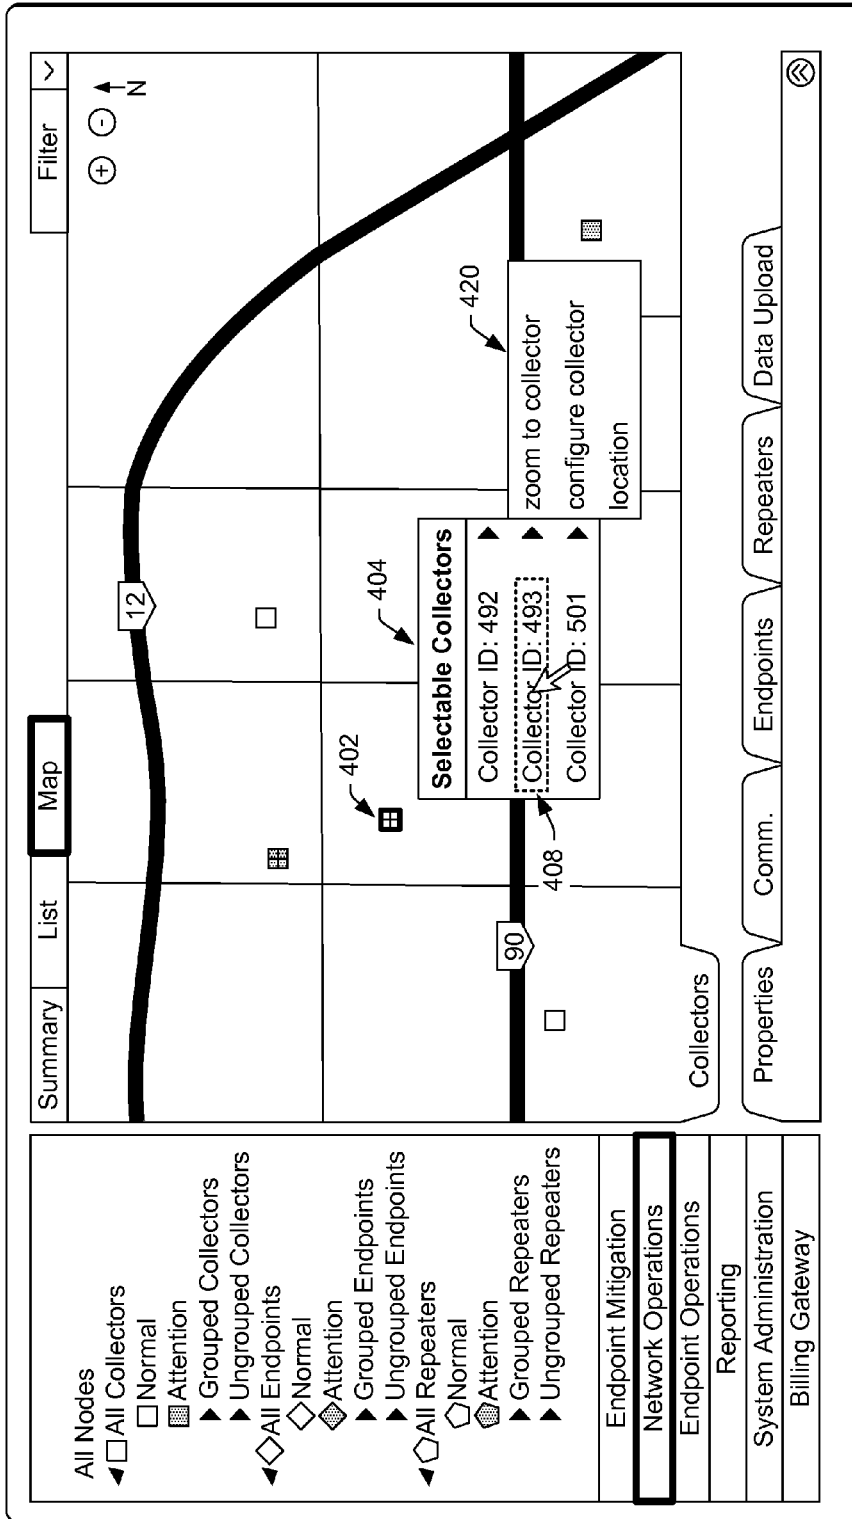 All Nodes
All Collectors
Normal
Attention
Grouped Collectors
Ungrouped Collectors
All Endpoints
Normal
Attention
Grouped Endpoints
Ungrouped Endpoints
All Repeaters
Normal
Attention
Grouped Repeaters
Ungrouped Repeaters
Endpoint Mitigation
Network Operations
Endpoint Operations
Reporting
System Administration
Billing Gateway
Summary List Map Filter
+ - N
12
90
402
404
Selectable Collectors
Collector ID: 492
Collector ID: 493
Collector ID: 501
408
420
zoom to collector
configure collector
location
Collectors
Properties Comm. Endpoints Repeaters Data Upload